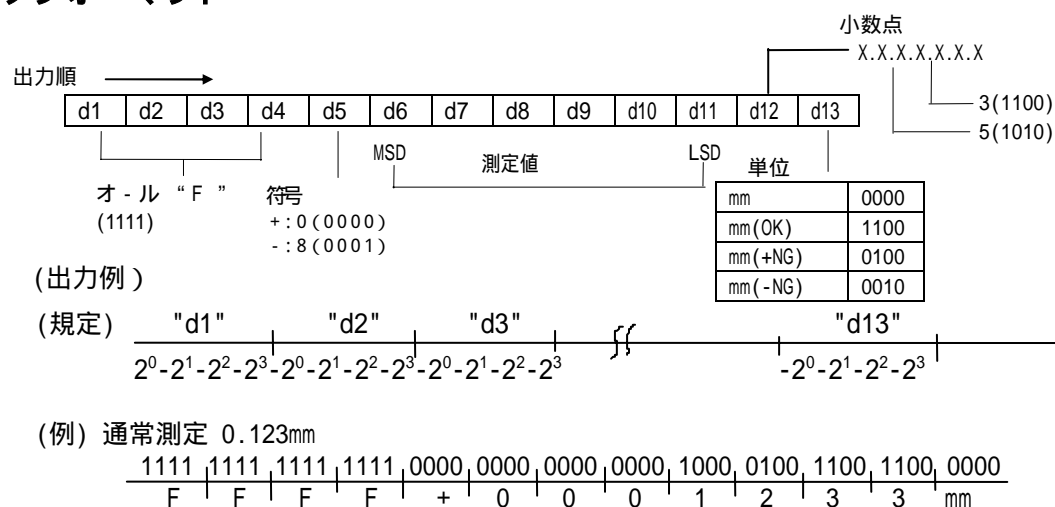 小数点
X.X.X.X.X.X.X
出力順
d1 d2 d3 d4 d5 d6 d7 d8 d9 d10 d11 d12 d13
3(1100)
5(1010)
MSD 測定値 LSD
単位
オ-ル “F”
(1111)
符号
+:0(0000)
-:8(0001)
mm 0000
mm(OK) 1100
mm(+NG) 0100
mm(-NG) 0010
(出力例)
(規定) "d1" "d2" "d3" "d13"
2⁰-2¹-2²-2³-2⁰-2¹-2²-2³-2⁰-2¹-2²-2³ -2⁰-2¹-2²-2³
(例) 通常測定 0.123mm
1111 1111 1111 1111 0000 0000 0000 0000 1000 0100 1100 1100 0000
F F F F + 0 0 0 1 2 3 3 mm